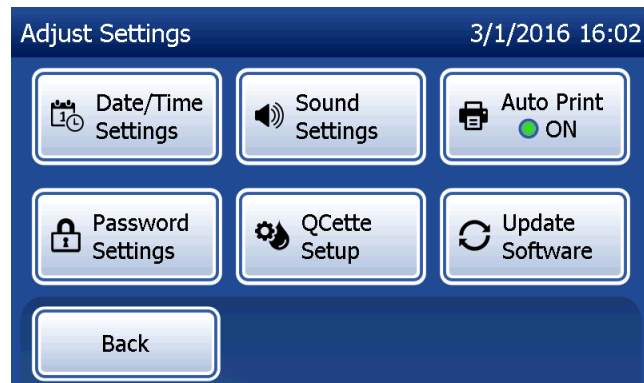 Adjust Settings 3/1/2016 16:02
Date/Time
Settings
Sound
Settings
Auto Print
ON
Password
Settings
QCette
Setup
Update
Software
Back